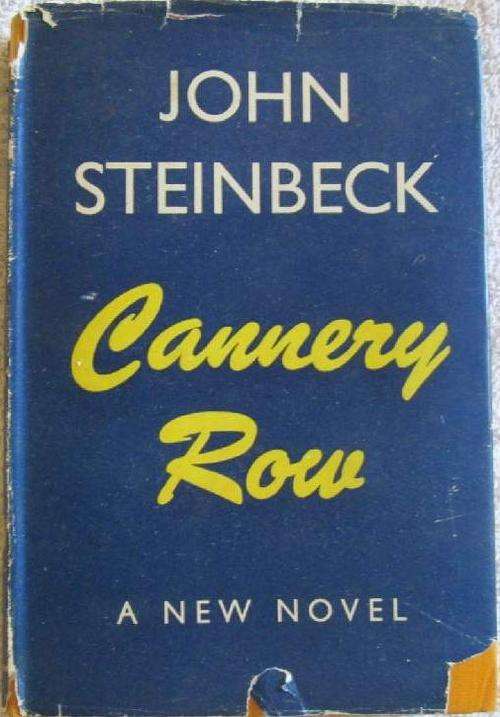 JOHN
STEINBECK
Cannery
Row
A NEW NOVEL